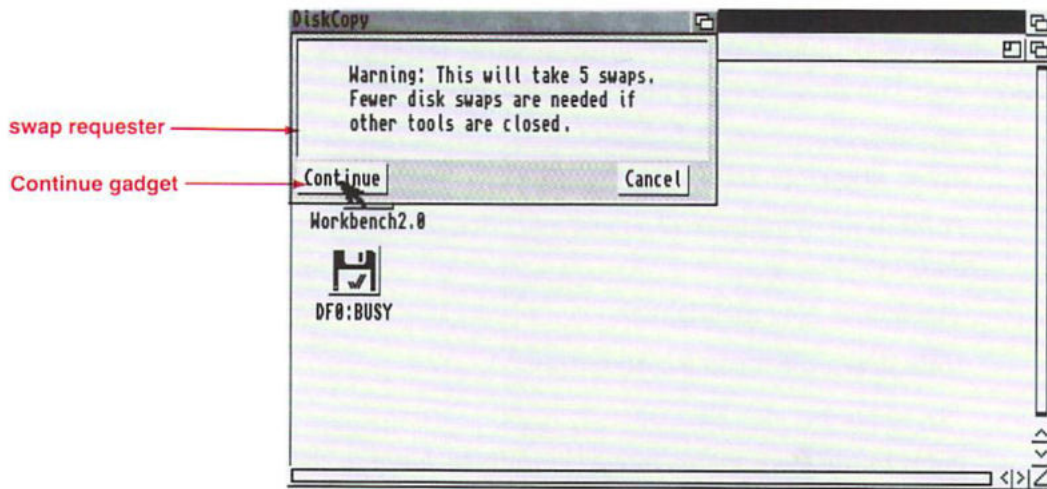 DiskCopy
Warning: This will take 5 swaps.
Fewer disk swaps are needed if
other tools are closed.
swap requester
Continue gadget
Continue
Cancel
Workbench2.0
DF0:BUSY